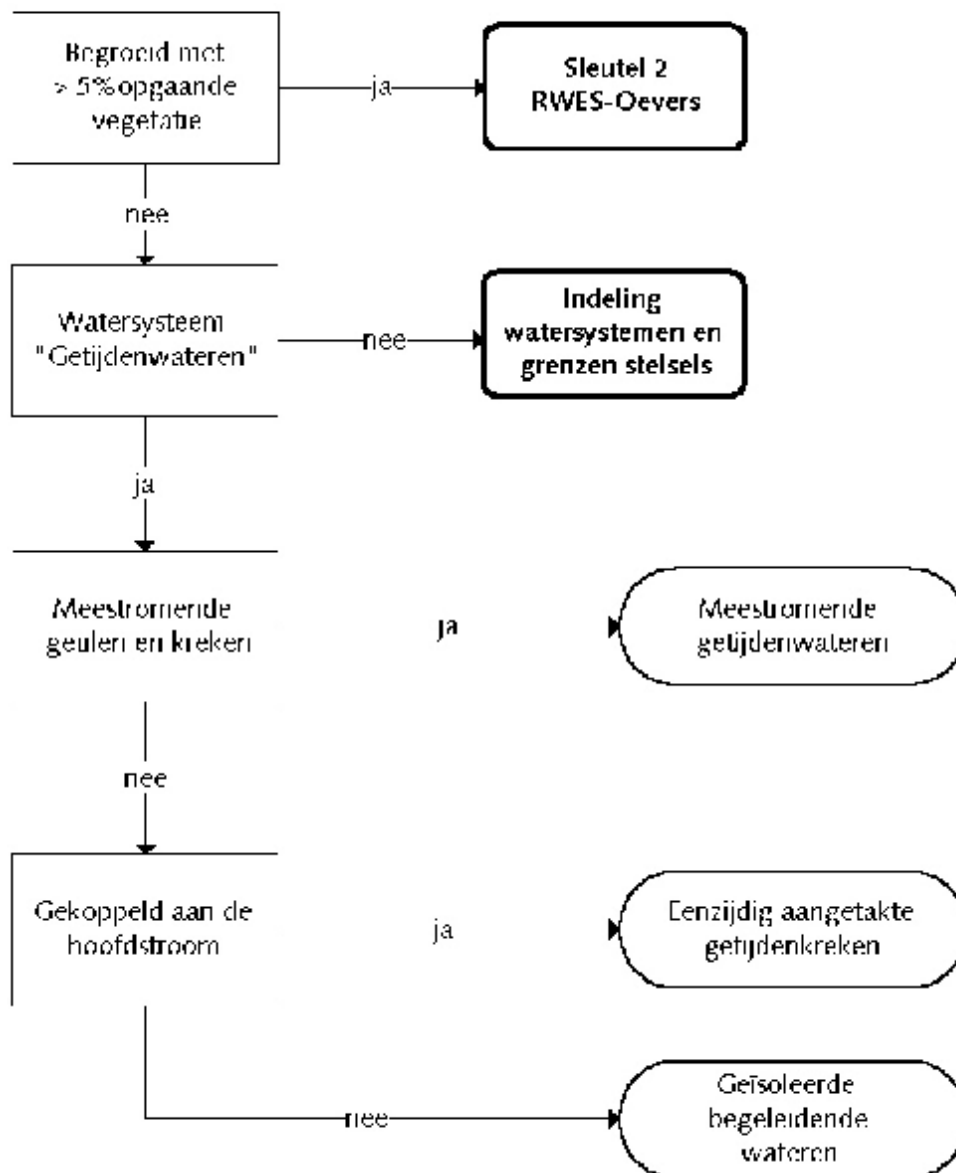 Begroeid met
> 5% opgaande
vegetatie
ja
Sleutel 2
RWES-Oevers
nee
Watersysteem
"Getijdenwateren"
nee
Indeling
watersystemen en
grenzen stelsels
ja
Meestromende
geulen en kreken
ja
Meestromende
getijdenwateren
nee
Gekoppeld aan de
hoofdstroom
ja
Eenzijdig aangetakte
getijdenkreken
nee
Geïsoleerde
begeleidende
wateren